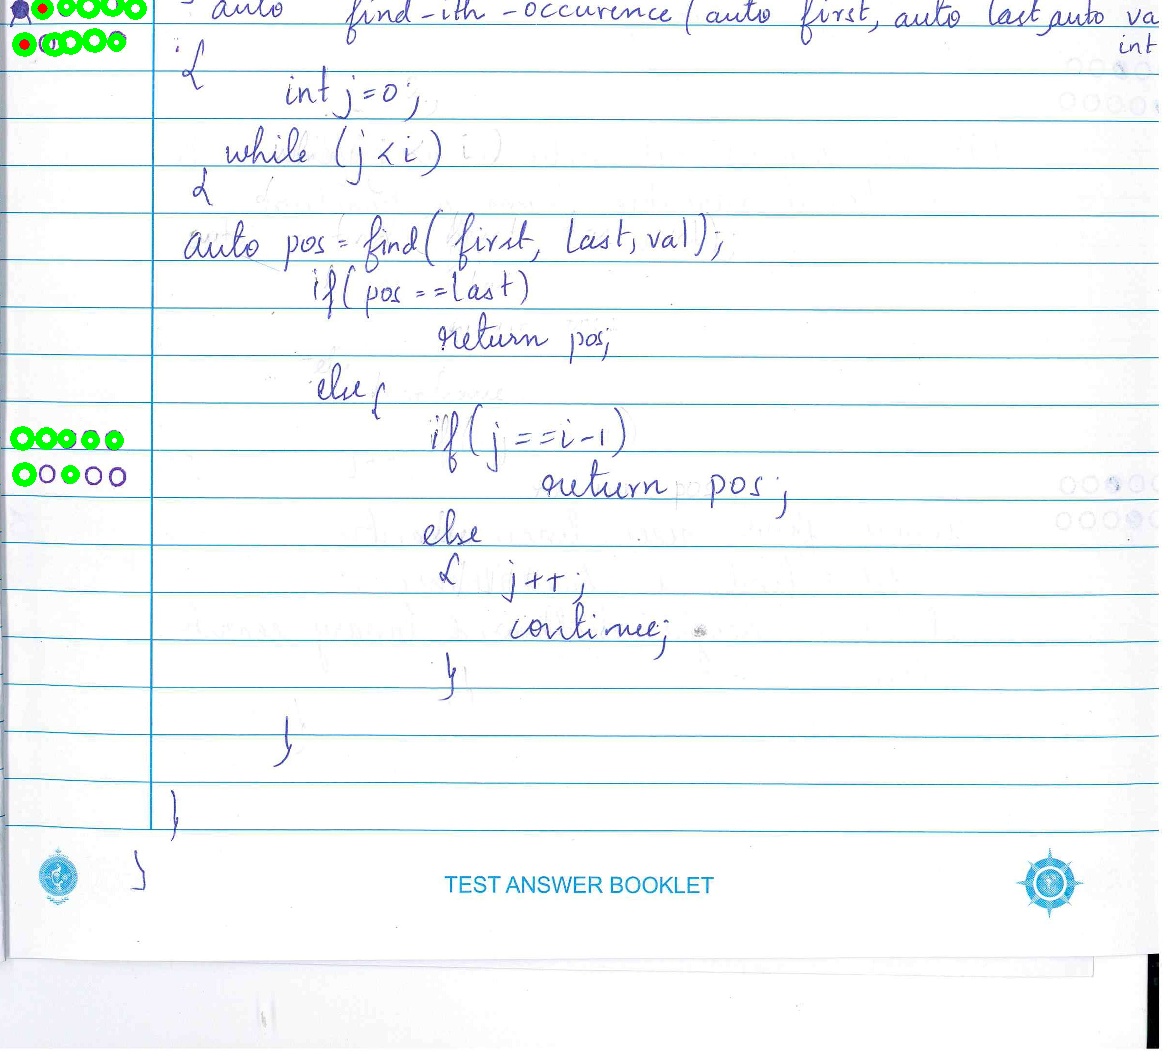 auto find-ith-occurence(auto first, auto last, auto va
int
{
int j=0;
while (j<i)
{
auto pos = find(first, last, val);
if(pos==last)
return pos;
else{
if(j==i-1)
return pos;
else
{ j++;
continue;
}
}
}
}
TEST ANSWER BOOKLET